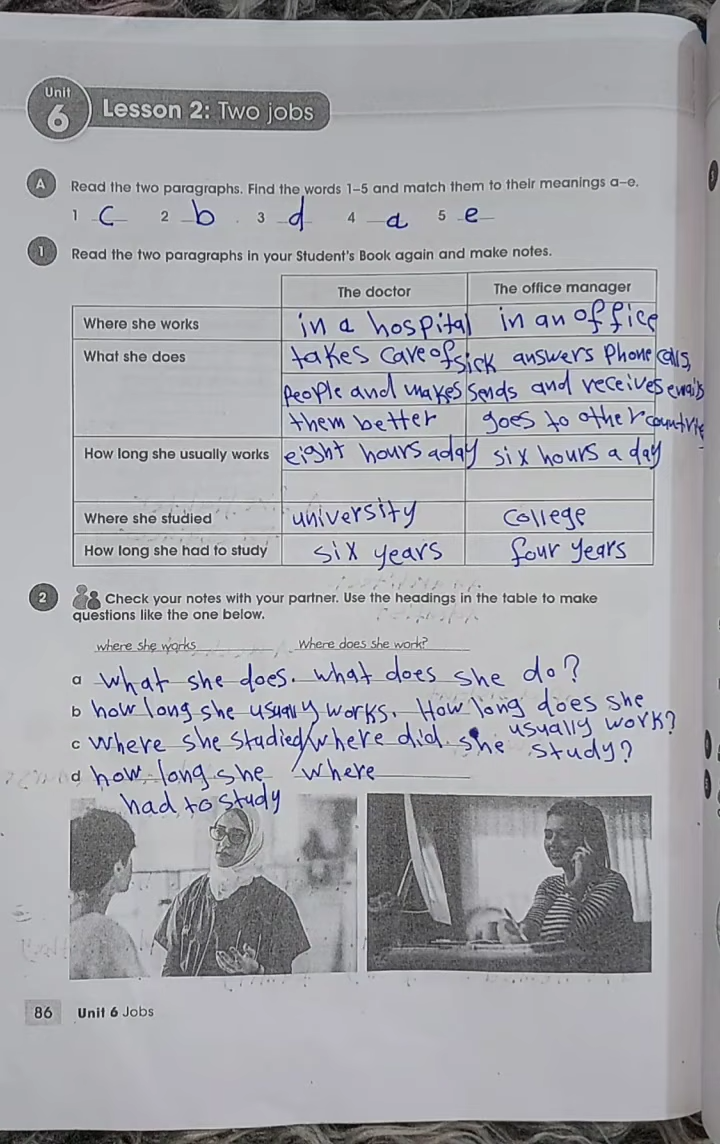 Unit
6 Lesson 2: Two jobs
A Read the two paragraphs. Find the words 1–5 and match them to their meanings a–e.
1 c 2 b 3 d 4 a 5 e
1 Read the two paragraphs in your Student's Book again and make notes.
The doctor The office manager
Where she works in a hospital in an office
What she does takes care of sick answers phone calls,
people and makes sends and receives emails
them better goes to other countrie
How long she usually works eight hours a day six hours a day
Where she studied university college
How long she had to study six years four years
2 Check your notes with your partner. Use the headings in the table to make
questions like the one below.
where she works Where does she work?
a what she does. what does she do?
b how long she usually works. How long does she
usually work?
c where she studied/where did she study?
d how long she where
had to study
86 Unit 6 Jobs